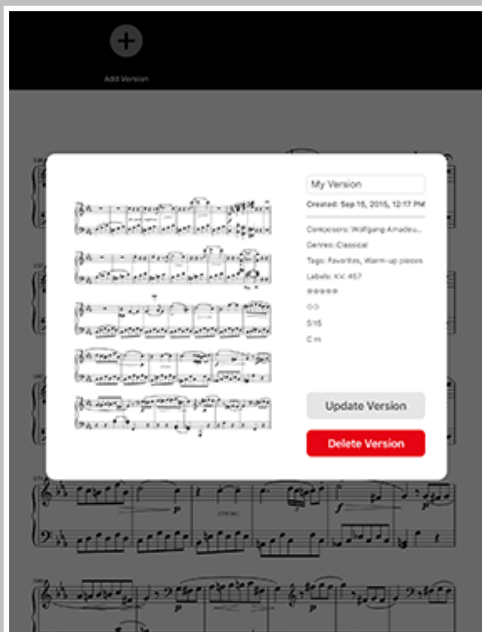 Add Version
My Version
Created: Sep 15, 2015, 12:17 PM
Composers: Wolfgang Amadeu...
Genres: Classical
Tags: Favorites, Warm-up pieces
Labels: KV. 457
5:15
C m
Update Version
Delete Version
cresc.
p
f
p
p
f
p